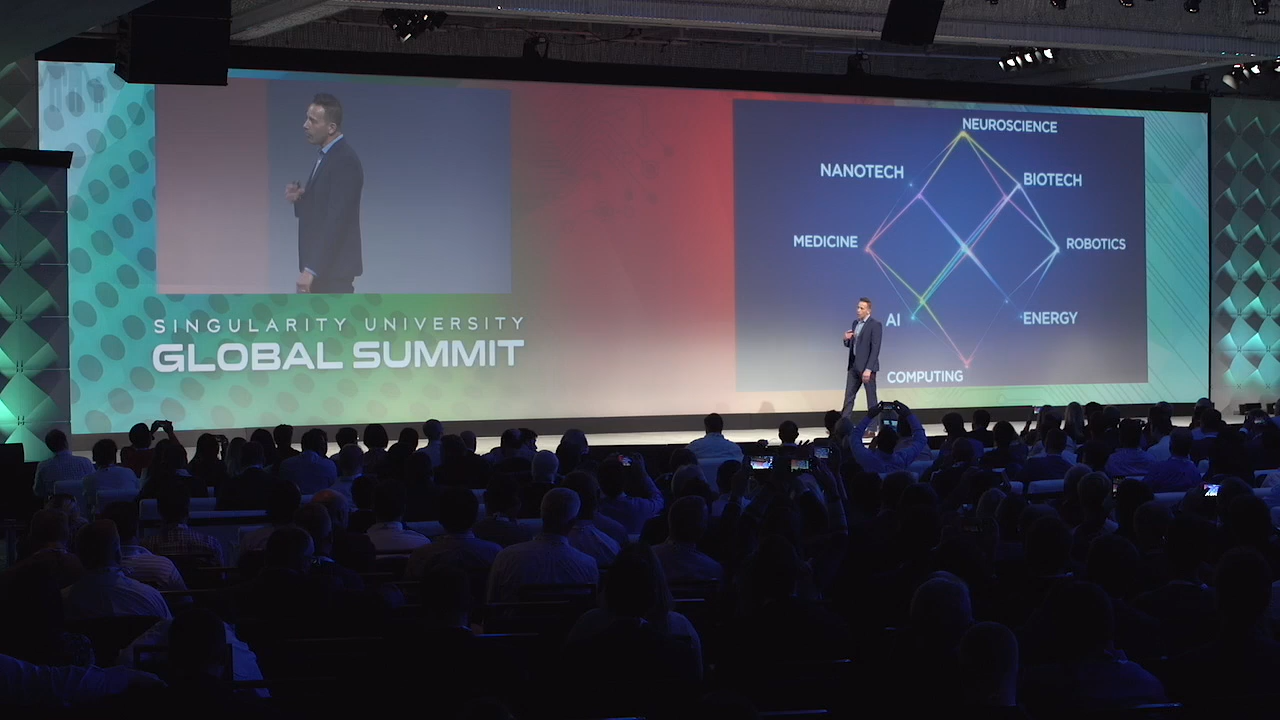 SINGULARITY UNIVERSITY
GLOBAL SUMMIT
NEUROSCIENCE
NANOTECH
BIOTECH
MEDICINE
ROBOTICS
AI
ENERGY
COMPUTING